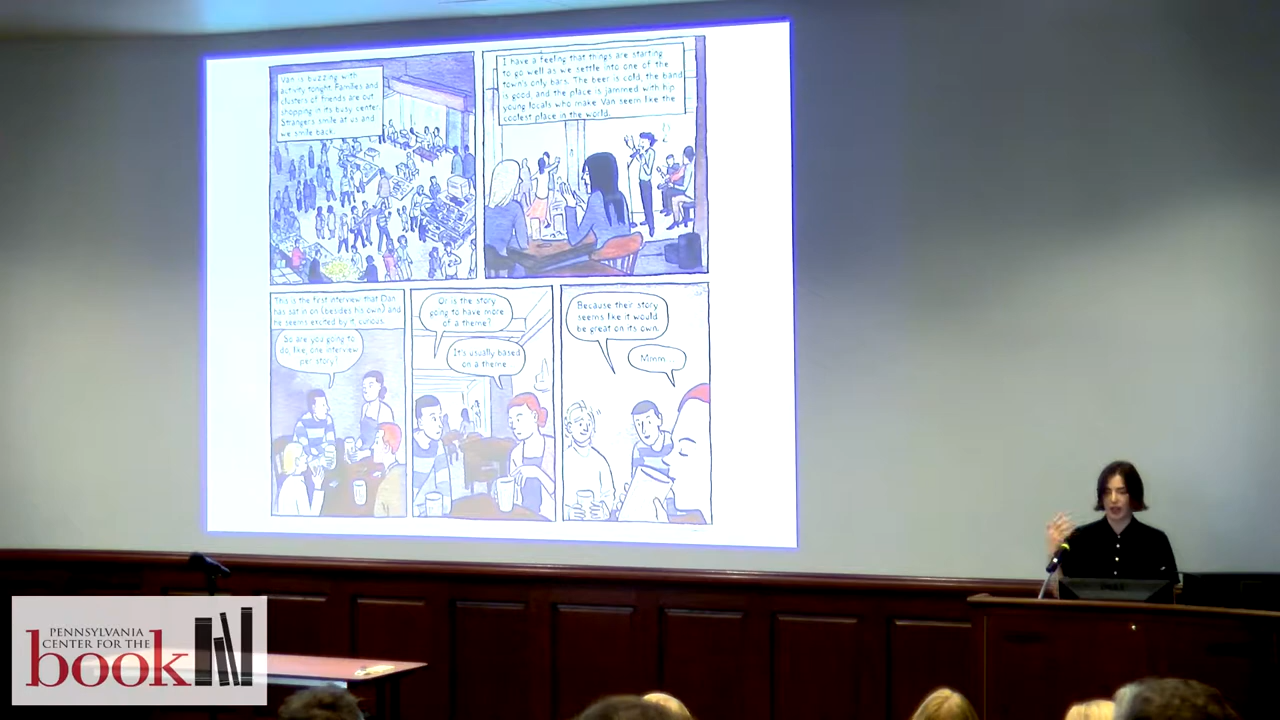 Van is buzzing with
activity tonight. Families and
clusters of friends are out
shopping in its busy center.
Strangers smile at us and
we smile back.
I have a feeling that things are starting
to go well as we settle into one of the
town's only bars. The beer is cold, the band
is good, and the place is jammed with hip
young locals who make Van seem like the
coolest place in the world.
This is the first interview that Dan
has sat in on (besides his own) and
he seems excited by it, curious.
So are you going to
do, like, one interview
per story?
Or is the story
going to have more
of a theme?
It's usually based
on a theme
Because their story
seems like it would
be great on its own.
Mmm...
PENNSYLVANIA
CENTER FOR THE
book